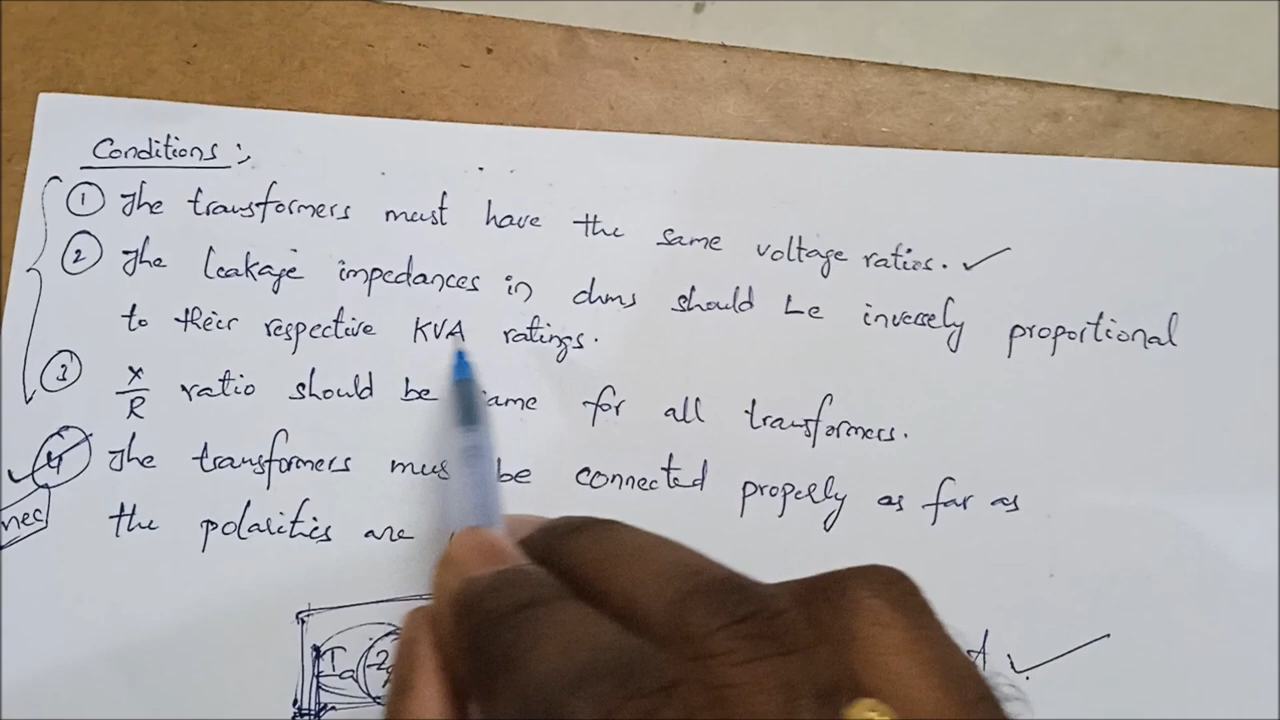 Conditions :
① The transformers must have the same voltage ratios. ✓
② The leakage impedances in ohms should be inversely proportional
to their respective KVA ratings.
③ X/R ratio should be same for all transformers.
④ The transformers must be connected properly as far as
the polarities are
nec
Ia